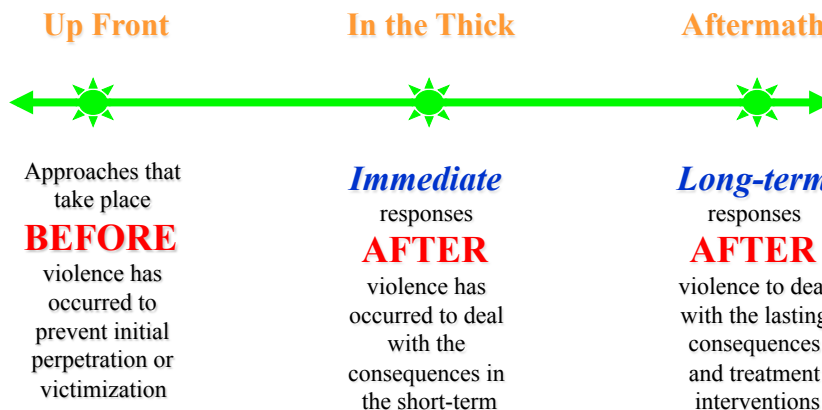 Up Front
Approaches that
take place
BEFORE
violence has
occurred to
prevent initial
perpetration or
victimization
In the Thick
Immediate
responses
AFTER
violence has
occurred to deal
with the
consequences in
the short-term
Aftermath
Long-term
responses
AFTER
violence to dea
with the lasting
consequences
and treatment
interventions